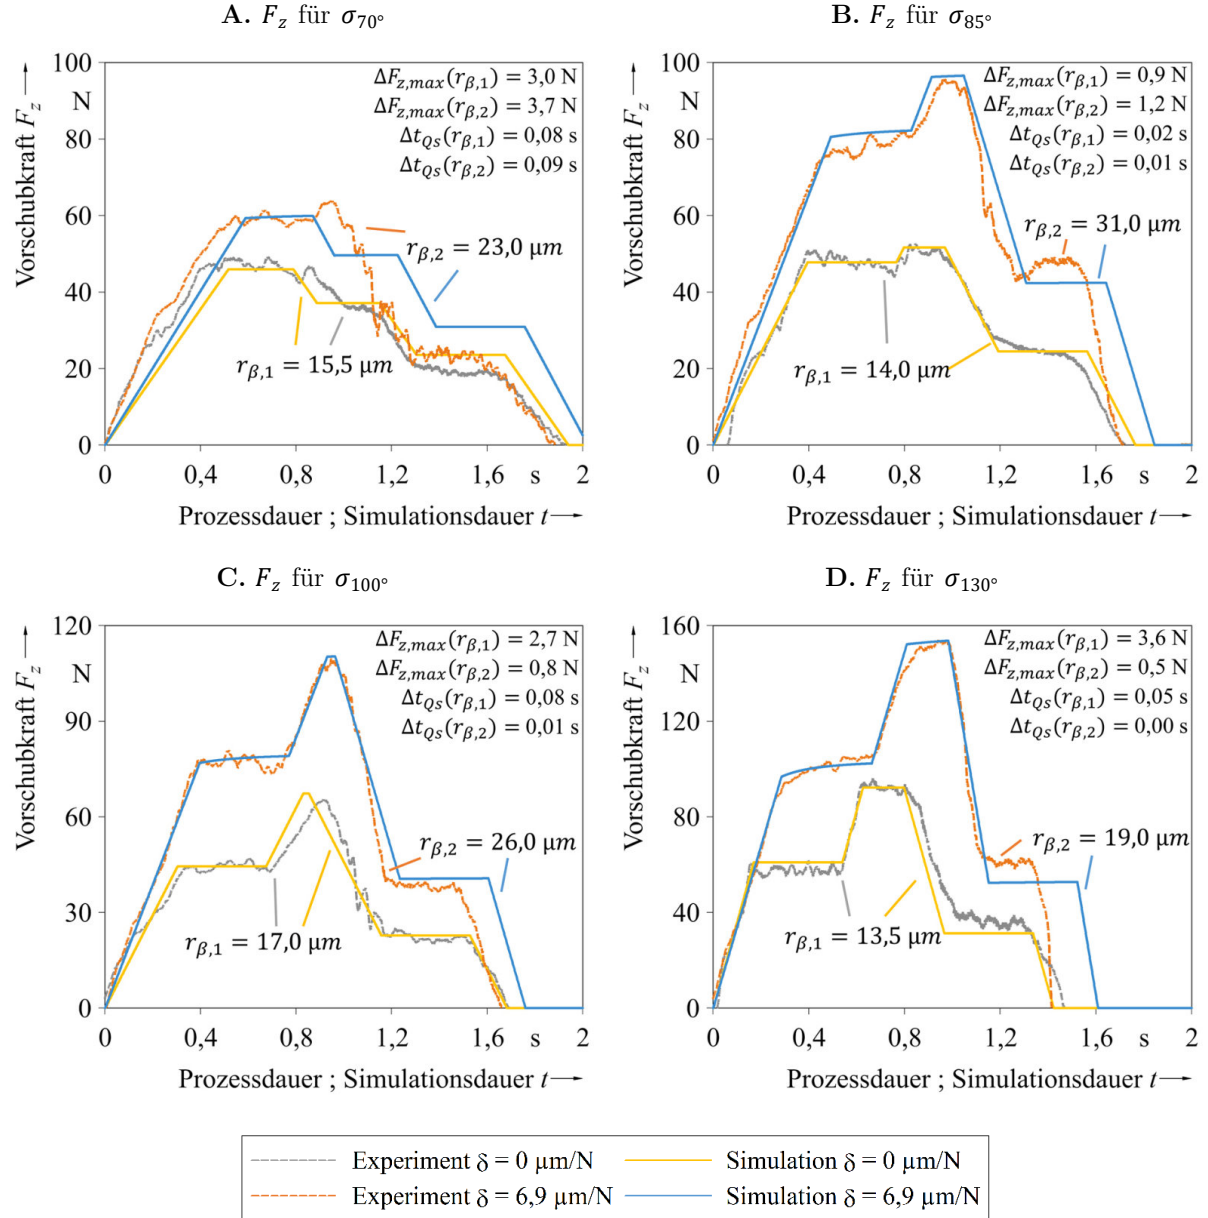 A. F_z für σ_70°
Vorschubkraft F_z
100
N
80
60
40
20
0
ΔF_z,max(r_β,1) = 3,0 N
ΔF_z,max(r_β,2) = 3,7 N
Δt_Qs(r_β,1) = 0,08 s
Δt_Qs(r_β,2) = 0,09 s
r_β,2 = 23,0 µm
r_β,1 = 15,5 µm
0 0,4 0,8 1,2 1,6 s 2
Prozessdauer ; Simulationsdauer t
B. F_z für σ_85°
Vorschubkraft F_z
100
N
80
60
40
20
0
ΔF_z,max(r_β,1) = 0,9 N
ΔF_z,max(r_β,2) = 1,2 N
Δt_Qs(r_β,1) = 0,02 s
Δt_Qs(r_β,2) = 0,01 s
r_β,2 = 31,0 µm
r_β,1 = 14,0 µm
0 0,4 0,8 1,2 1,6 s 2
Prozessdauer ; Simulationsdauer t
C. F_z für σ_100°
Vorschubkraft F_z
120
N
90
60
30
0
ΔF_z,max(r_β,1) = 2,7 N
ΔF_z,max(r_β,2) = 0,8 N
Δt_Qs(r_β,1) = 0,08 s
Δt_Qs(r_β,2) = 0,01 s
r_β,2 = 26,0 µm
r_β,1 = 17,0 µm
0 0,4 0,8 1,2 1,6 s 2
Prozessdauer ; Simulationsdauer t
D. F_z für σ_130°
Vorschubkraft F_z
160
N
120
80
40
0
ΔF_z,max(r_β,1) = 3,6 N
ΔF_z,max(r_β,2) = 0,5 N
Δt_Qs(r_β,1) = 0,05 s
Δt_Qs(r_β,2) = 0,00 s
r_β,2 = 19,0 µm
r_β,1 = 13,5 µm
0 0,4 0,8 1,2 1,6 s 2
Prozessdauer ; Simulationsdauer t
Experiment δ = 0 µm/N Simulation δ = 0 µm/N
Experiment δ = 6,9 µm/N Simulation δ = 6,9 µm/N